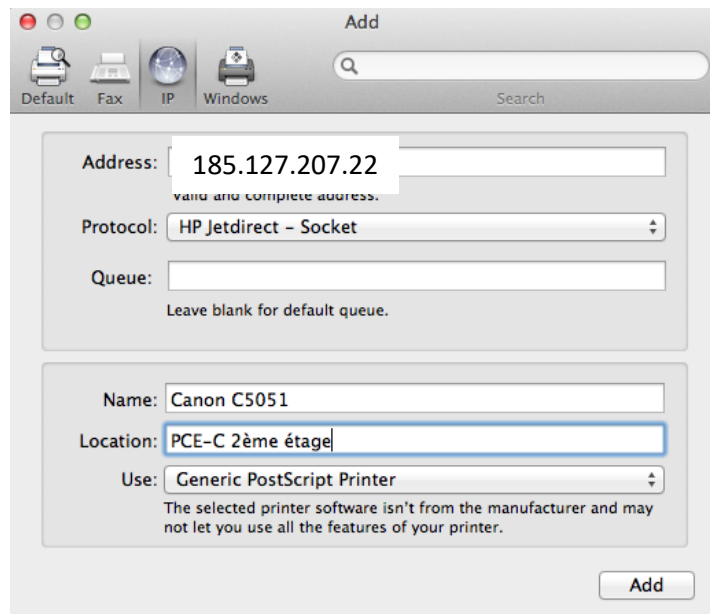 Add
Default Fax IP Windows Search
Address: 185.127.207.22
Valid and complete address.
Protocol: HP Jetdirect – Socket
Queue:
Leave blank for default queue.
Name: Canon C5051
Location: PCE-C 2ème étage
Use: Generic PostScript Printer
The selected printer software isn't from the manufacturer and may
not let you use all the features of your printer.
Add